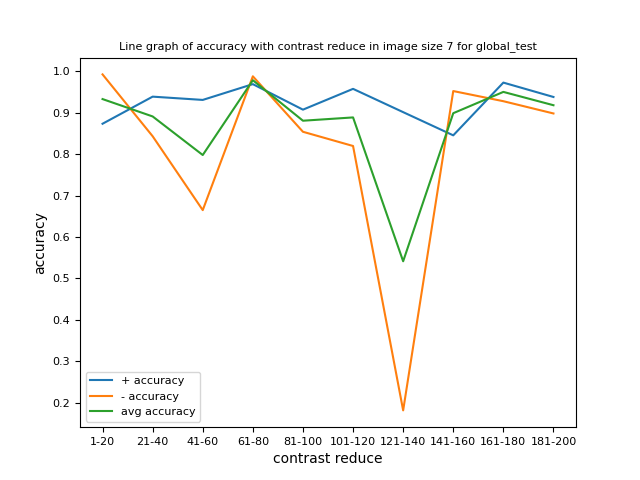 Line graph of accuracy with contrast reduce in image size 7 for global_test
accuracy
1.0
0.9
0.8
0.7
0.6
0.5
0.4
0.3
0.2
+ accuracy
- accuracy
avg accuracy
1-20 21-40 41-60 61-80 81-100 101-120 121-140 141-160 161-180 181-200
contrast reduce